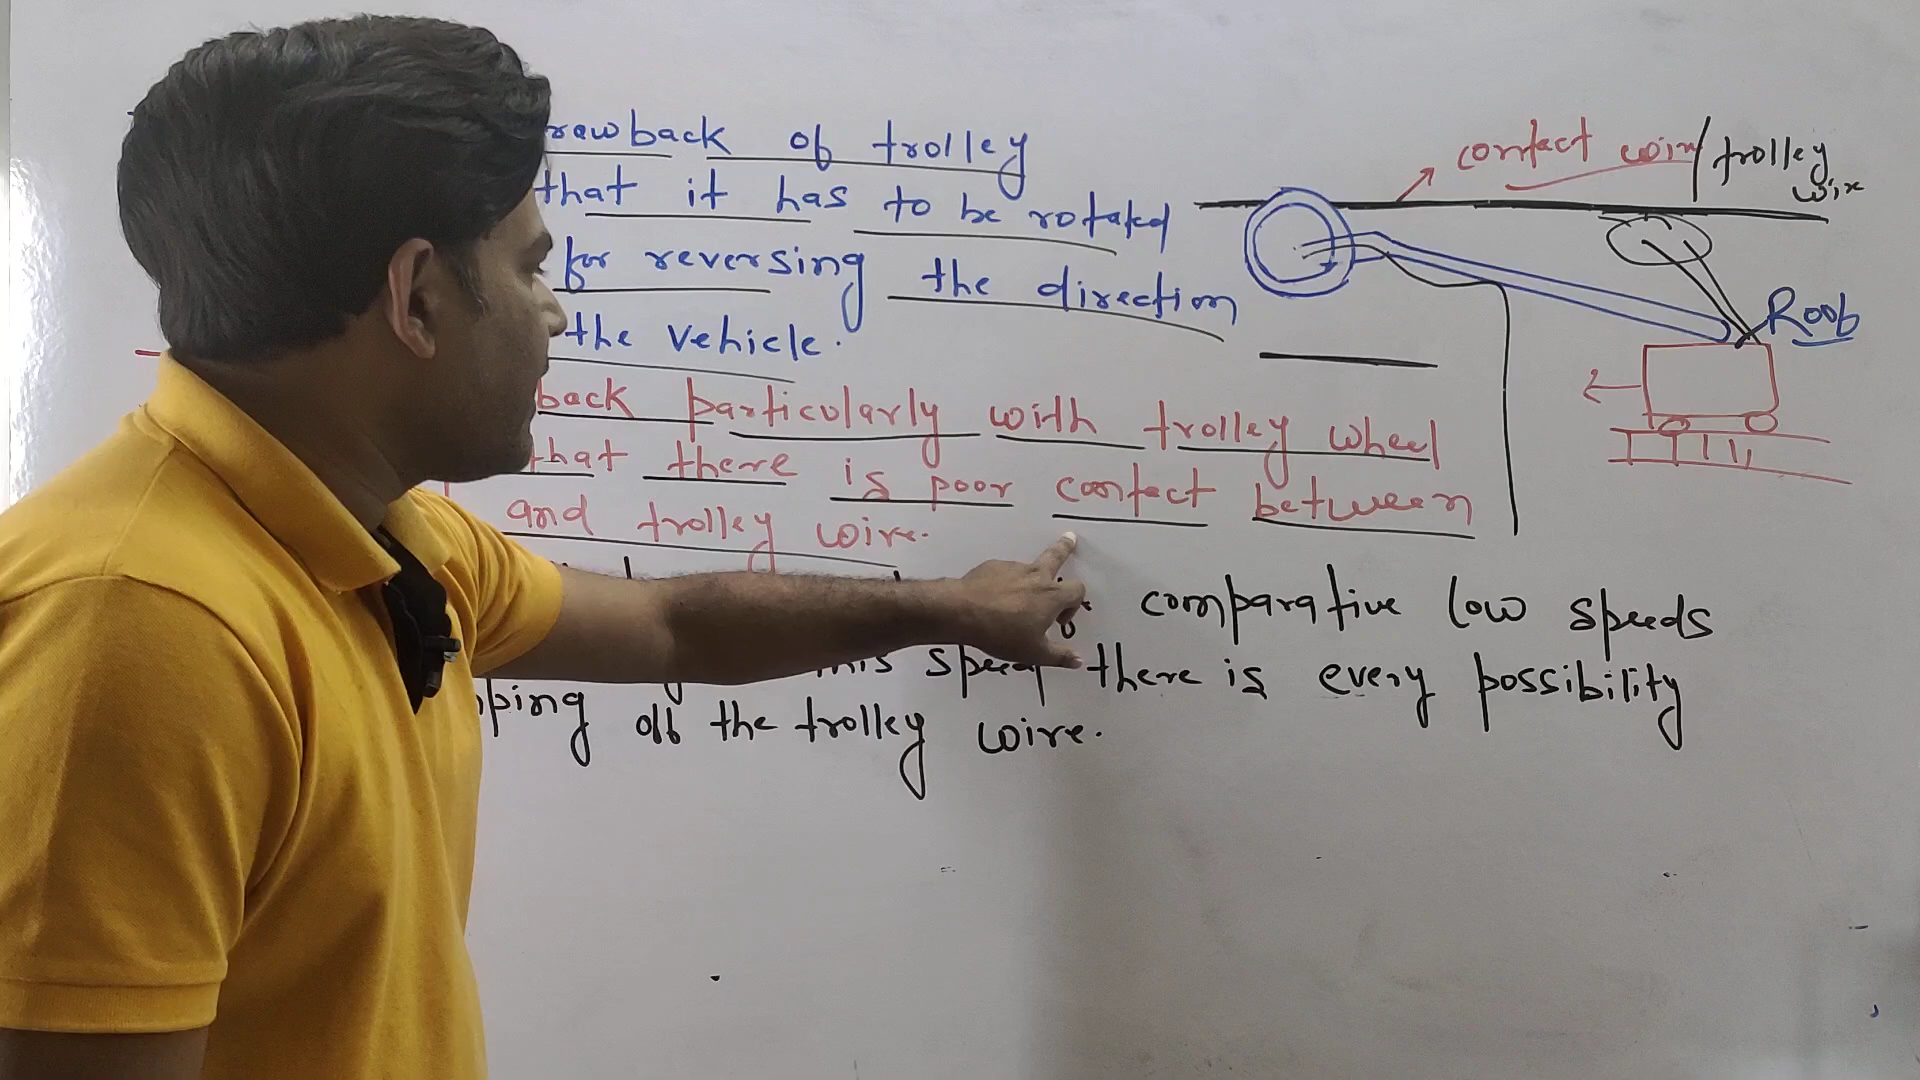 rawback of trolley
that it has to be rotated
for reversing the direction
the vehicle.
back particularly with trolley wheel
that there is poor contact between
and trolley wire.
comparative low speeds
this speed there is every possibility
ping off the trolley wire.
contact wire/trolley
wire
Roof